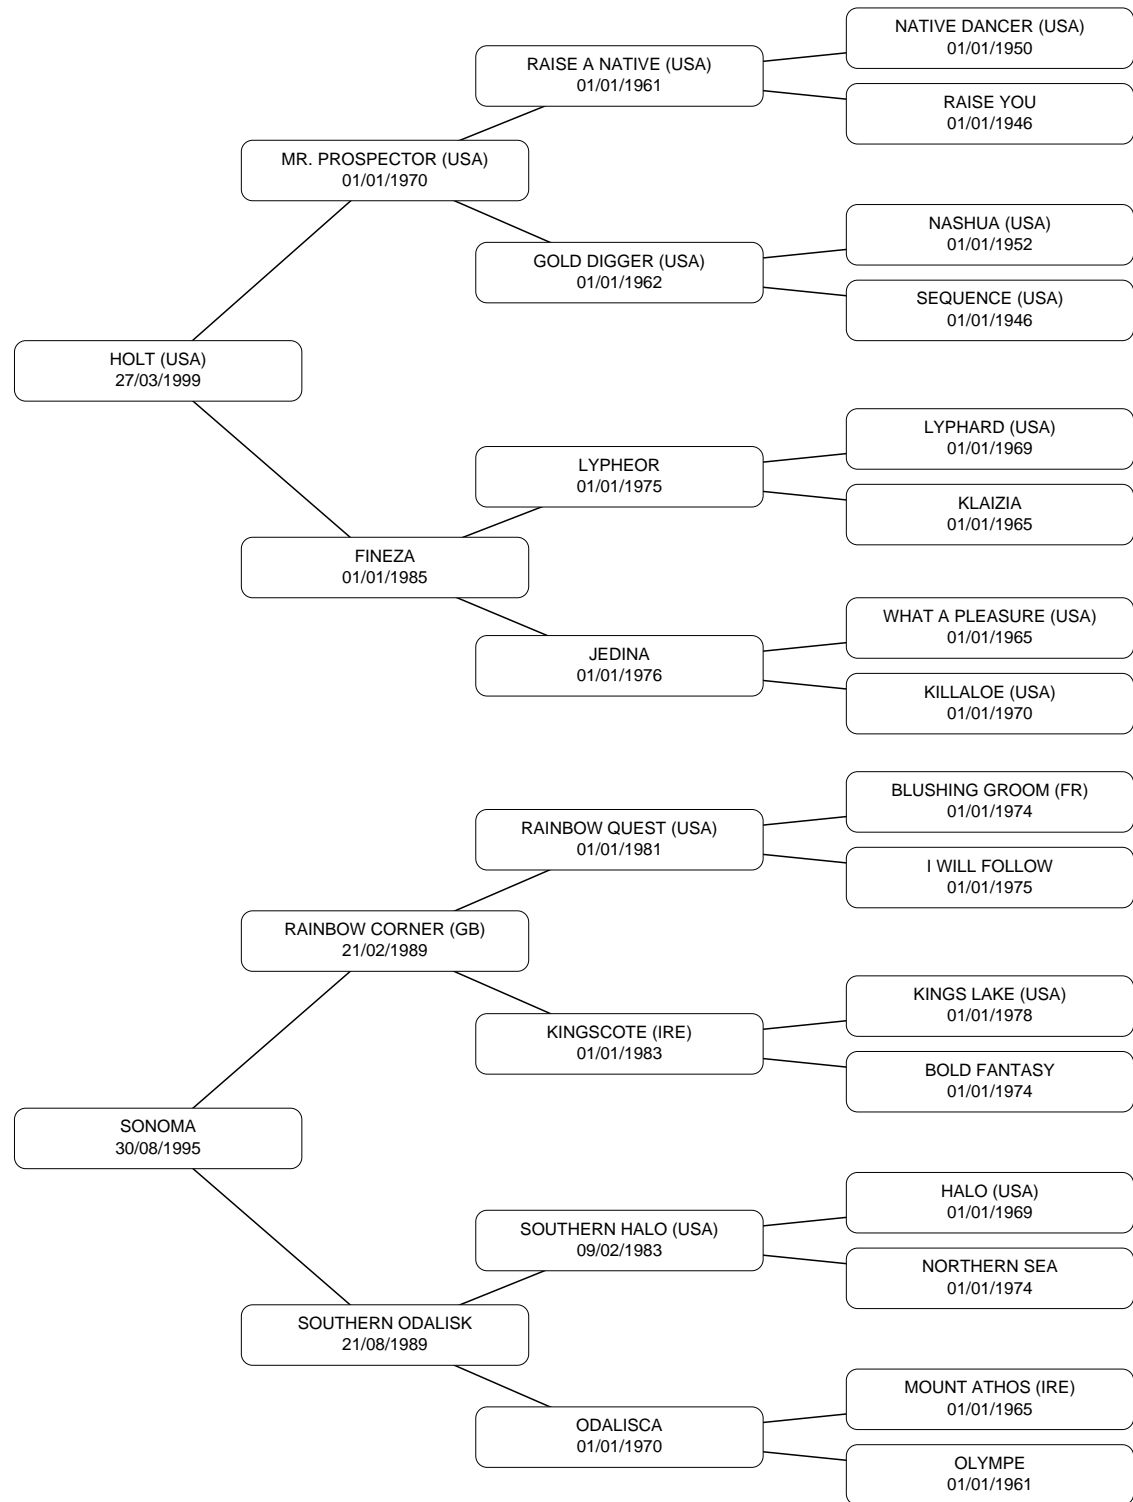 NATIVE DANCER (USA)
01/01/1950
RAISE A NATIVE (USA)
01/01/1961
RAISE YOU
01/01/1946
MR. PROSPECTOR (USA)
01/01/1970
NASHUA (USA)
01/01/1952
GOLD DIGGER (USA)
01/01/1962
SEQUENCE (USA)
01/01/1946
HOLT (USA)
27/03/1999
LYPHARD (USA)
01/01/1969
LYPHEOR
01/01/1975
KLAIZIA
01/01/1965
FINEZA
01/01/1985
WHAT A PLEASURE (USA)
01/01/1965
JEDINA
01/01/1976
KILLALOE (USA)
01/01/1970
BLUSHING GROOM (FR)
01/01/1974
RAINBOW QUEST (USA)
01/01/1981
I WILL FOLLOW
01/01/1975
RAINBOW CORNER (GB)
21/02/1989
KINGS LAKE (USA)
01/01/1978
KINGSCOTE (IRE)
01/01/1983
BOLD FANTASY
01/01/1974
SONOMA
30/08/1995
HALO (USA)
01/01/1969
SOUTHERN HALO (USA)
09/02/1983
NORTHERN SEA
01/01/1974
SOUTHERN ODALISK
21/08/1989
MOUNT ATHOS (IRE)
01/01/1965
ODALISCA
01/01/1970
OLYMPE
01/01/1961